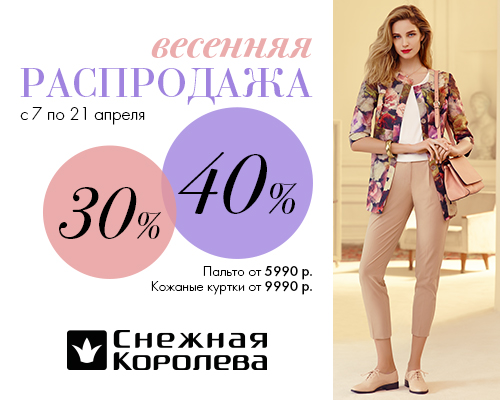 весенняя
РАСПРОДАЖА
с 7 по 21 апреля
30%
40%
Пальто от 5990 р.
Кожаные куртки от 9990 р.
Снежная
Королева